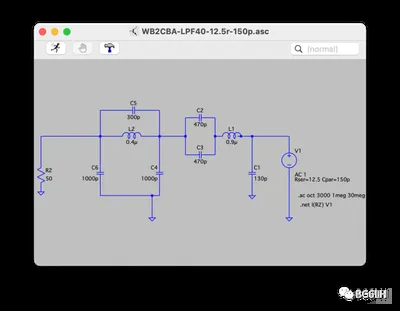 WB2CBA-LPF40-12.5r-150p.asc
(normal)
C5
300p
C2
470p
L2
0.4µ
L1
0.9µ
C3
470p
V1
R2
50
C6
1000p
C4
1000p
C1
130p
AC 1
Rser=12.5 Cpar=150p
.ac oct 3000 1meg 30meg
.net I(R2) V1